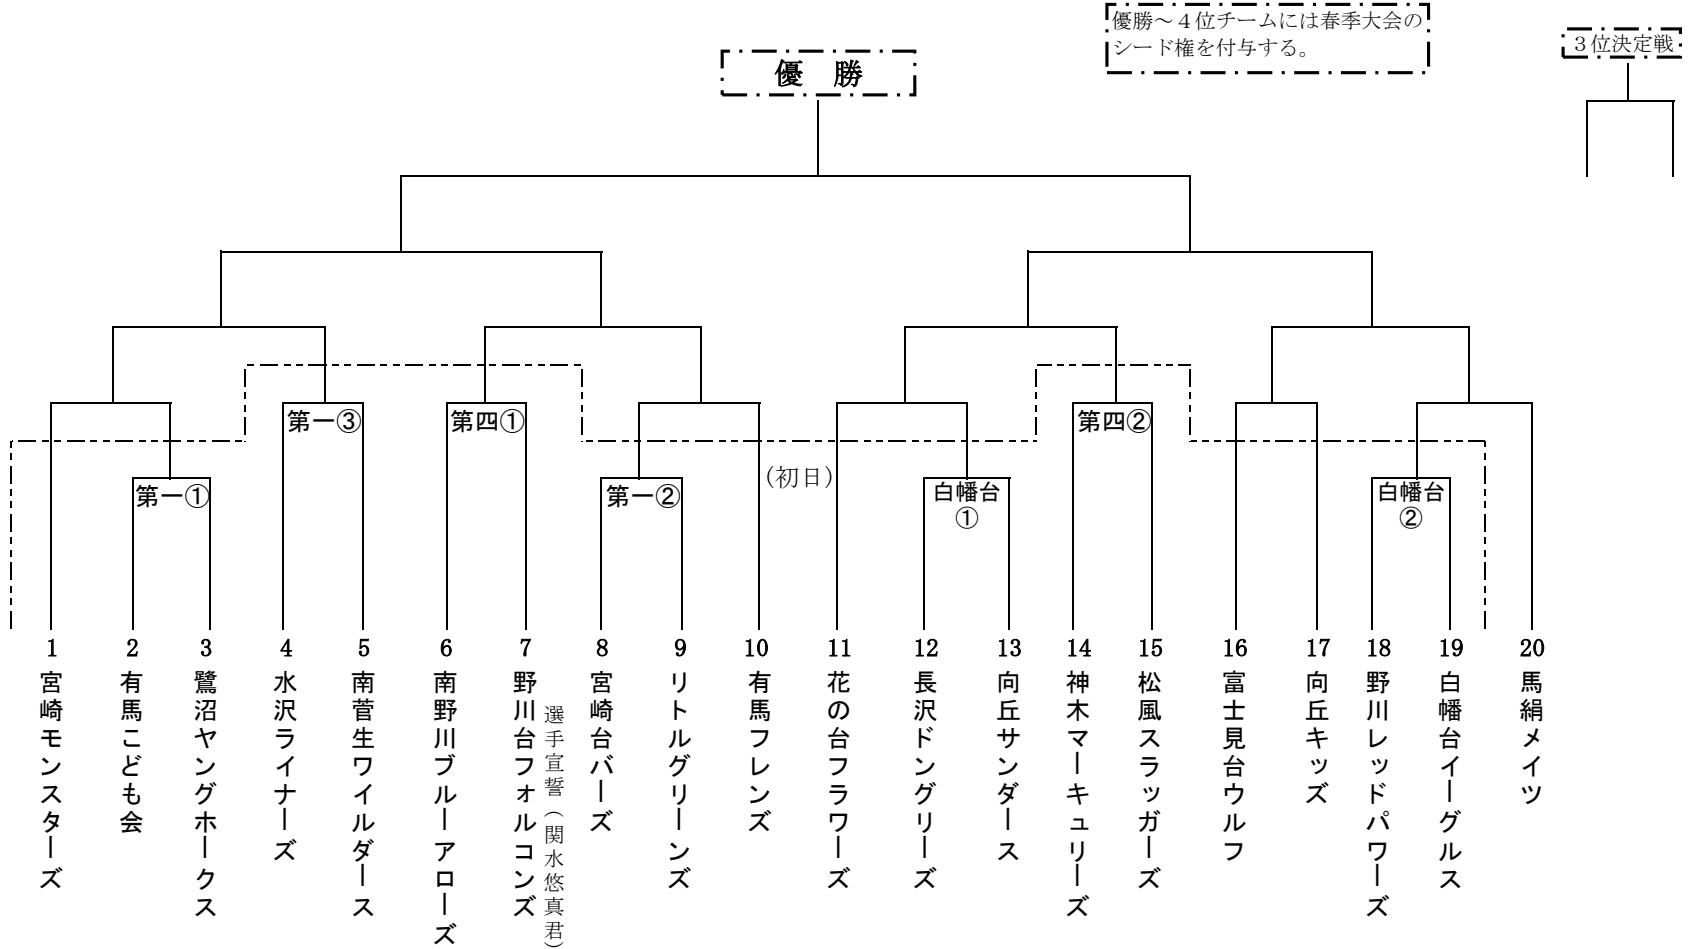 優勝～４位チームには春季大会の
シード権を付与する。
３位決定戦
優　勝
第一③
第四①
第四②
第一①
第一②
(初日)
白幡台
①
白幡台
②
1
2
3
4
5
6
7
8
9
10
11
12
13
14
15
16
17
18
19
20
宮崎モンスターズ
有馬こども会
鷺沼ヤングホークス
水沢ライナーズ
南菅生ワイルダース
南野川ブルーアローズ
野川台フォルコンズ
選手宣誓（関水悠真君）
宮崎台バーズ
リトルグリーンズ
有馬フレンズ
花の台フラワーズ
長沢ドングリーズ
向丘サンダース
神木マーキュリーズ
松風スラッガーズ
富士見台ウルフ
向丘キッズ
野川レッドパワーズ
白幡台イーグルス
馬絹メイツ